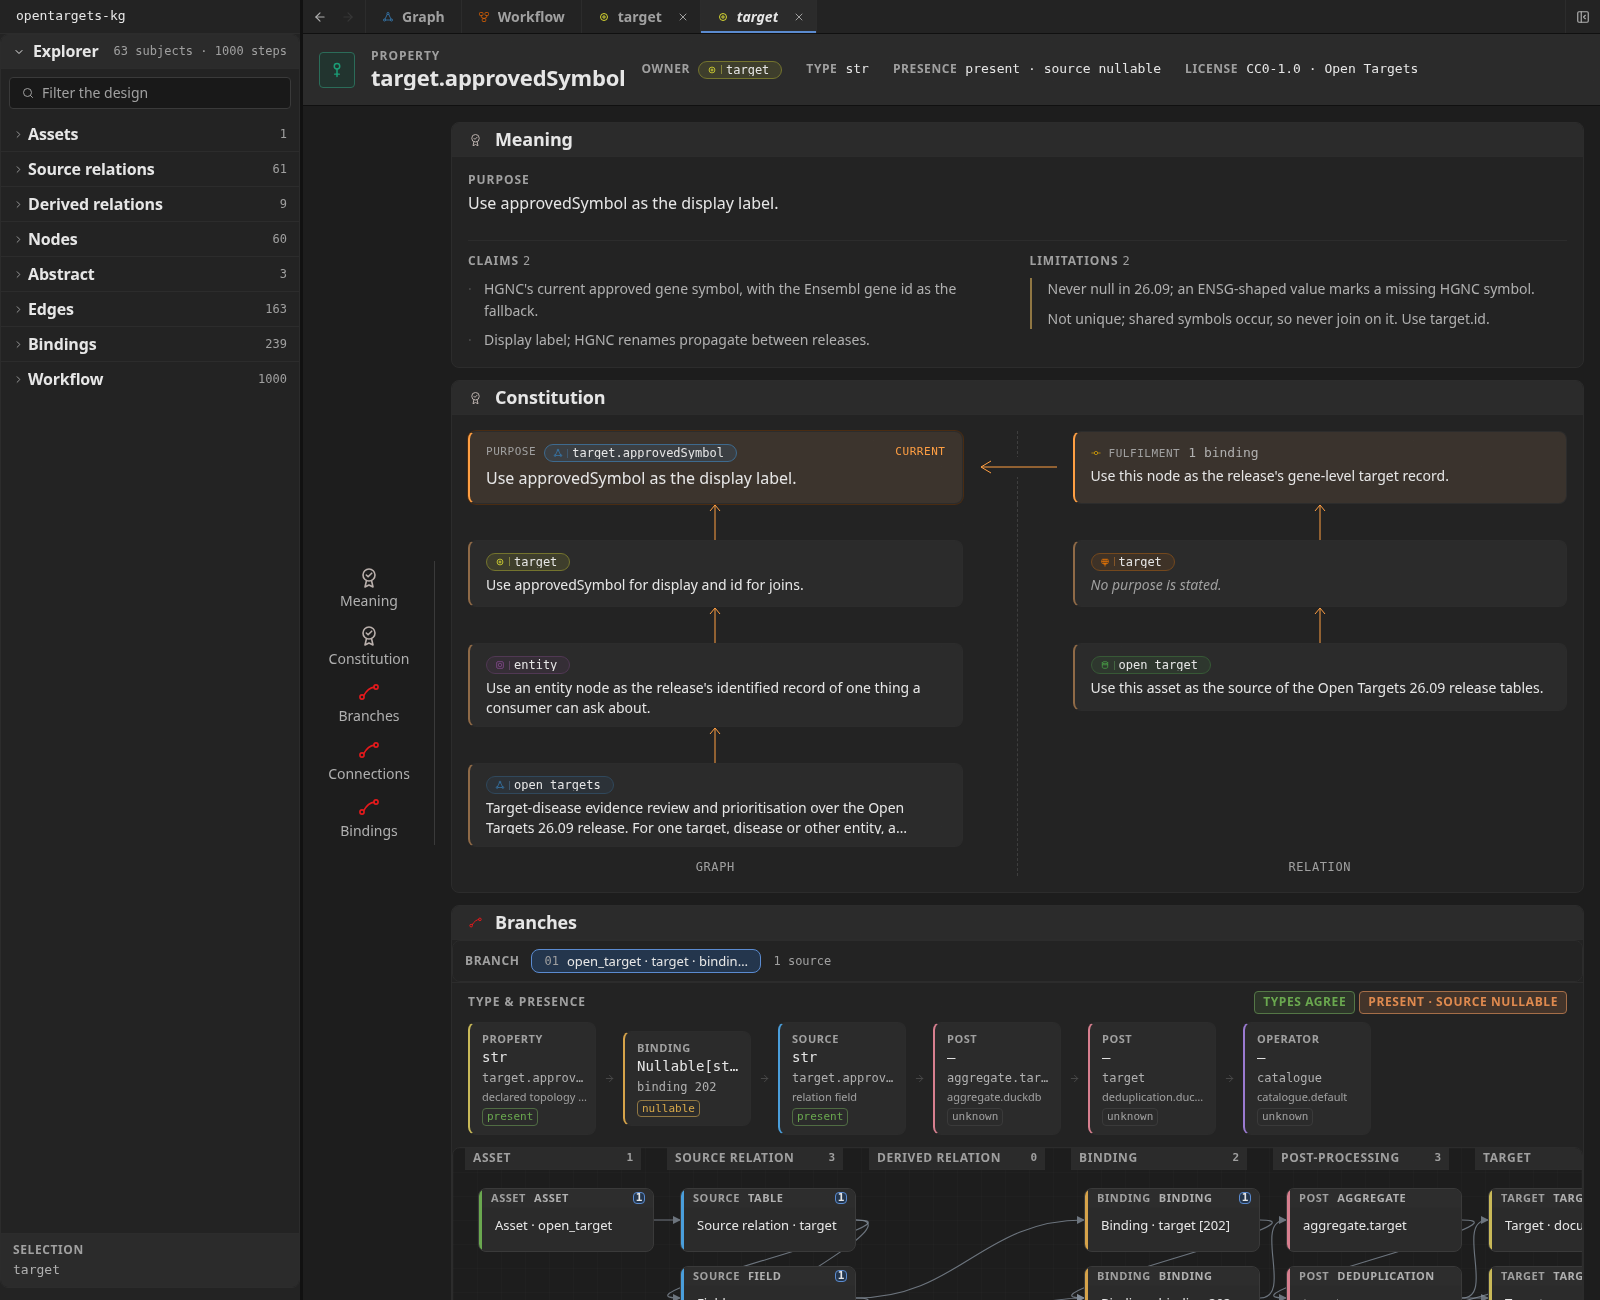 opentargets-kg
Explorer 63 subjects · 1000 steps
Filter the design
Assets 1
Source relations 61
Derived relations 9
Nodes 60
Abstract 3
Edges 163
Bindings 239
Workflow 1000
SELECTION
target
Graph Workflow target target
PROPERTY
target.approvedSymbol
OWNER target TYPE str PRESENCE present · source nullable LICENSE CC0-1.0 · Open Targets
Meaning
Constitution
Branches
Connections
Bindings
Meaning
PURPOSE
Use approvedSymbol as the display label.
CLAIMS 2
· HGNC's current approved gene symbol, with the Ensembl gene id as the
fallback.
· Display label; HGNC renames propagate between releases.
LIMITATIONS 2
Never null in 26.09; an ENSG-shaped value marks a missing HGNC symbol.
Not unique; shared symbols occur, so never join on it. Use target.id.
Constitution
PURPOSE target.approvedSymbol CURRENT
Use approvedSymbol as the display label.
target
Use approvedSymbol for display and id for joins.
entity
Use an entity node as the release's identified record of one thing a
consumer can ask about.
open targets
Target-disease evidence review and prioritisation over the Open
Targets 26.09 release. For one target, disease or other entity, a...
GRAPH
FULFILMENT 1 binding
Use this node as the release's gene-level target record.
target
No purpose is stated.
open target
Use this asset as the source of the Open Targets 26.09 release tables.
RELATION
Branches
BRANCH 01 open_target · target · bindin... 1 source
TYPE & PRESENCE TYPES AGREE PRESENT · SOURCE NULLABLE
PROPERTY
str
target.approv…
declared topology ...
present
BINDING
Nullable[st…
binding 202
nullable
SOURCE
str
target.approv…
relation field
present
POST
—
aggregate.tar…
aggregate.duckdb
unknown
POST
—
target
deduplication.duc...
unknown
OPERATOR
—
catalogue
catalogue.default
unknown
ASSET 1 SOURCE RELATION 3 DERIVED RELATION 0 BINDING 2 POST-PROCESSING 3 TARGET
ASSET ASSET 1
Asset · open_target
SOURCE TABLE 1
Source relation · target
BINDING BINDING 1
Binding · target [202]
POST AGGREGATE
aggregate.target
TARGET TARG
Target · docu
SOURCE FIELD 1
BINDING BINDING
POST DEDUPLICATION
TARGET TARG